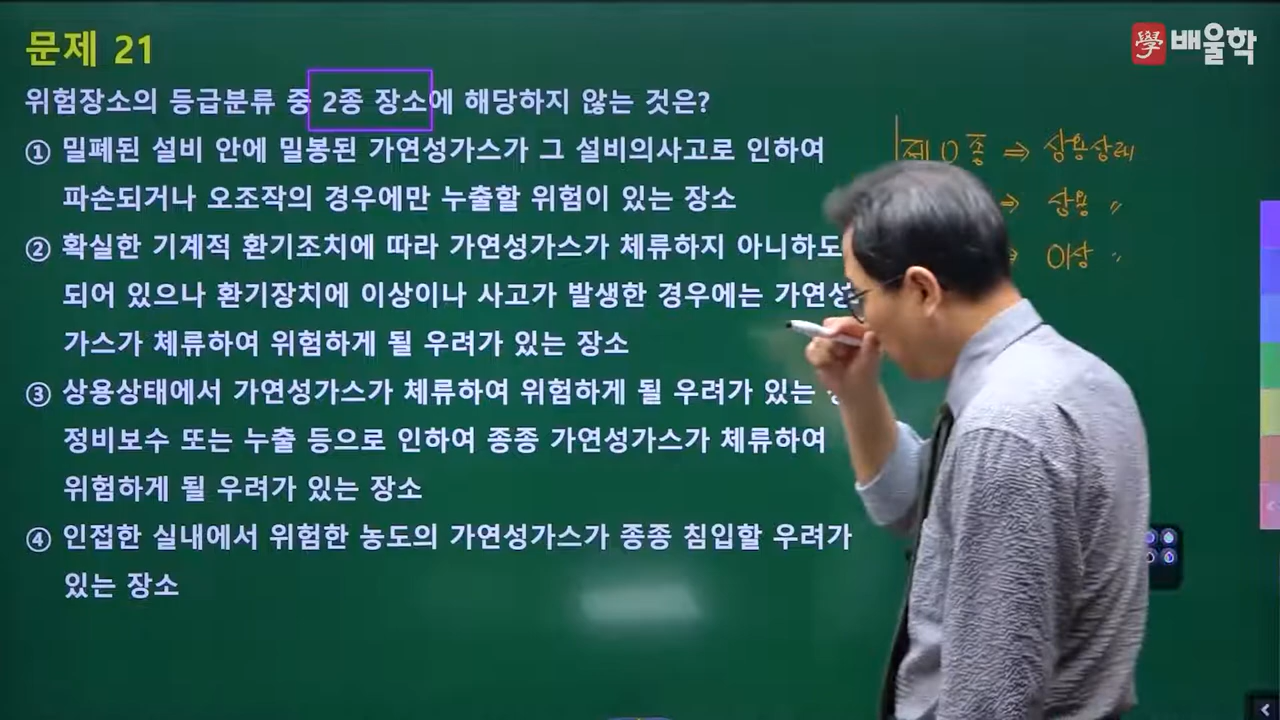 學 배울학
문제 21
위험장소의 등급분류 중 2종 장소에 해당하지 않는 것은?
① 밀폐된 설비 안에 밀봉된 가연성가스가 그 설비의사고로 인하여
파손되거나 오조작의 경우에만 누출할 위험이 있는 장소
② 확실한 기계적 환기조치에 따라 가연성가스가 체류하지 아니하도
되어 있으나 환기장치에 이상이나 사고가 발생한 경우에는 가연성
가스가 체류하여 위험하게 될 우려가 있는 장소
③ 상용상태에서 가연성가스가 체류하여 위험하게 될 우려가 있는
정비보수 또는 누출 등으로 인하여 종종 가연성가스가 체류하여
위험하게 될 우려가 있는 장소
④ 인접한 실내에서 위험한 농도의 가연성가스가 종종 침입할 우려가
있는 장소
제 0 종 ⇒ 상용상태
⇒ 상용 〃
이상 〃